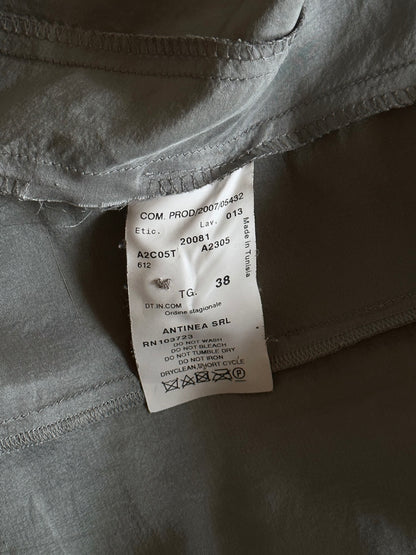 COM. PROD/2007/05432
Etic. Lav. 013
20081
A2C05T A2305
612
TG. 38
DT.IN.COM
Ordine stagionale
ANTINEA SRL
RN103723
DO NOT WASH
DO NOT BLEACH
DO NOT TUMBLE DRY
DO NOT IRON
DRYCLEAN,SHORT CYCLE
P
Made in Tunisia